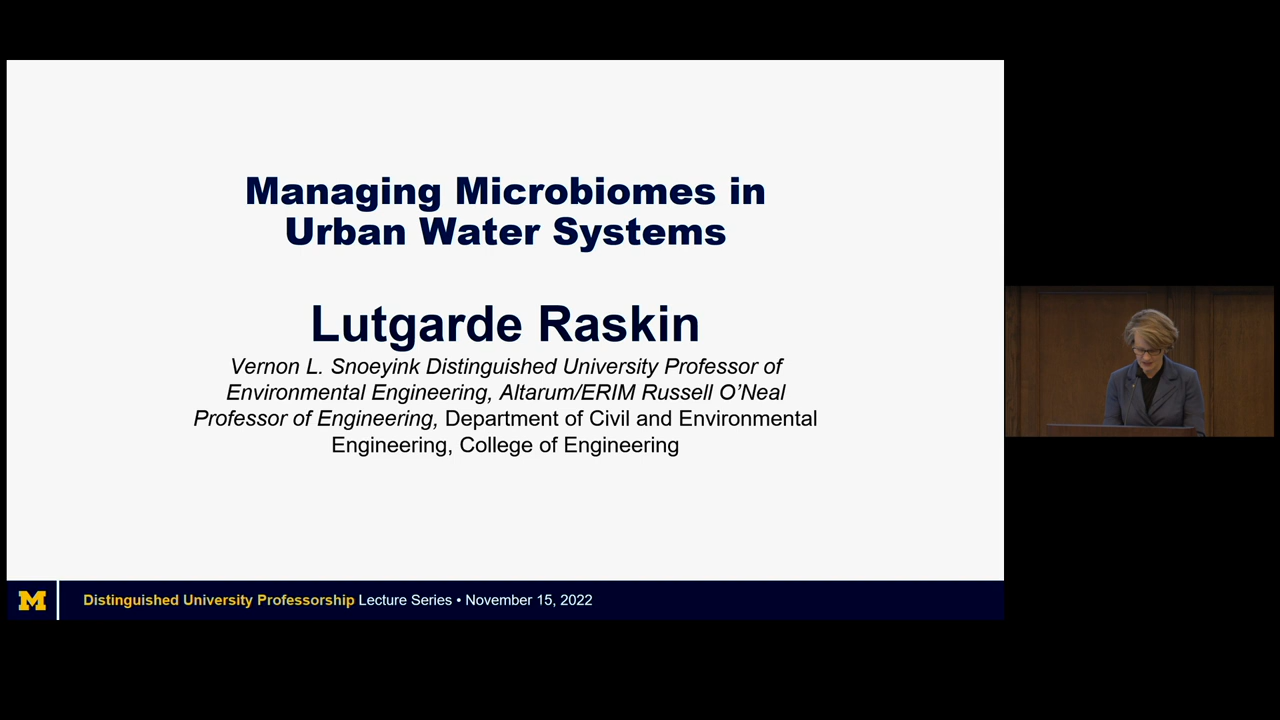 Managing Microbiomes in
Urban Water Systems
Lutgarde Raskin
Vernon L. Snoeyink Distinguished University Professor of
Environmental Engineering, Altarum/ERIM Russell O’Neal
Professor of Engineering, Department of Civil and Environmental
Engineering, College of Engineering
M
Distinguished University Professorship Lecture Series • November 15, 2022